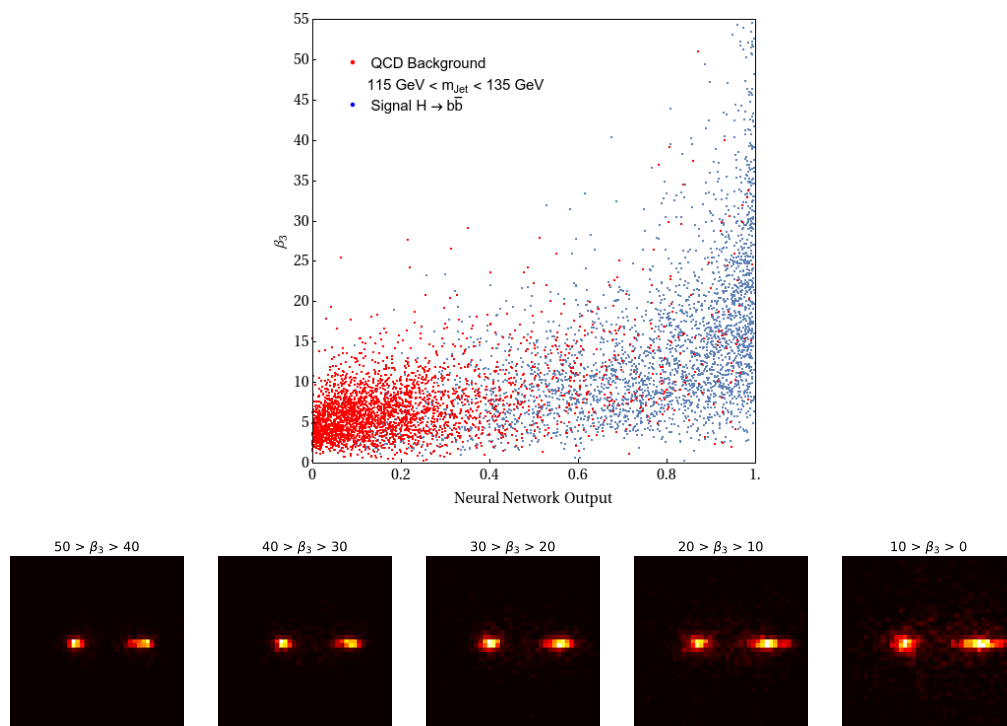 55
50
45
40
35
30
25
20
15
10
5
0
β₃
QCD Background
115 GeV < m_Jet < 135 GeV
Signal H → bb̅
0 0.2 0.4 0.6 0.8 1.
Neural Network Output
50 > β₃ > 40 40 > β₃ > 30 30 > β₃ > 20 20 > β₃ > 10 10 > β₃ > 0